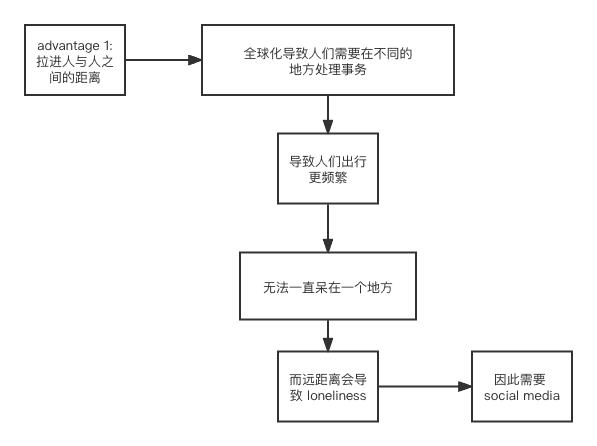 advantage 1:
拉进人与人之
间的距离
全球化导致人们需要在不同的
地方处理事务
导致人们出行
更频繁
无法一直呆在一个地方
而远距离会导
致 loneliness
因此需要
social media